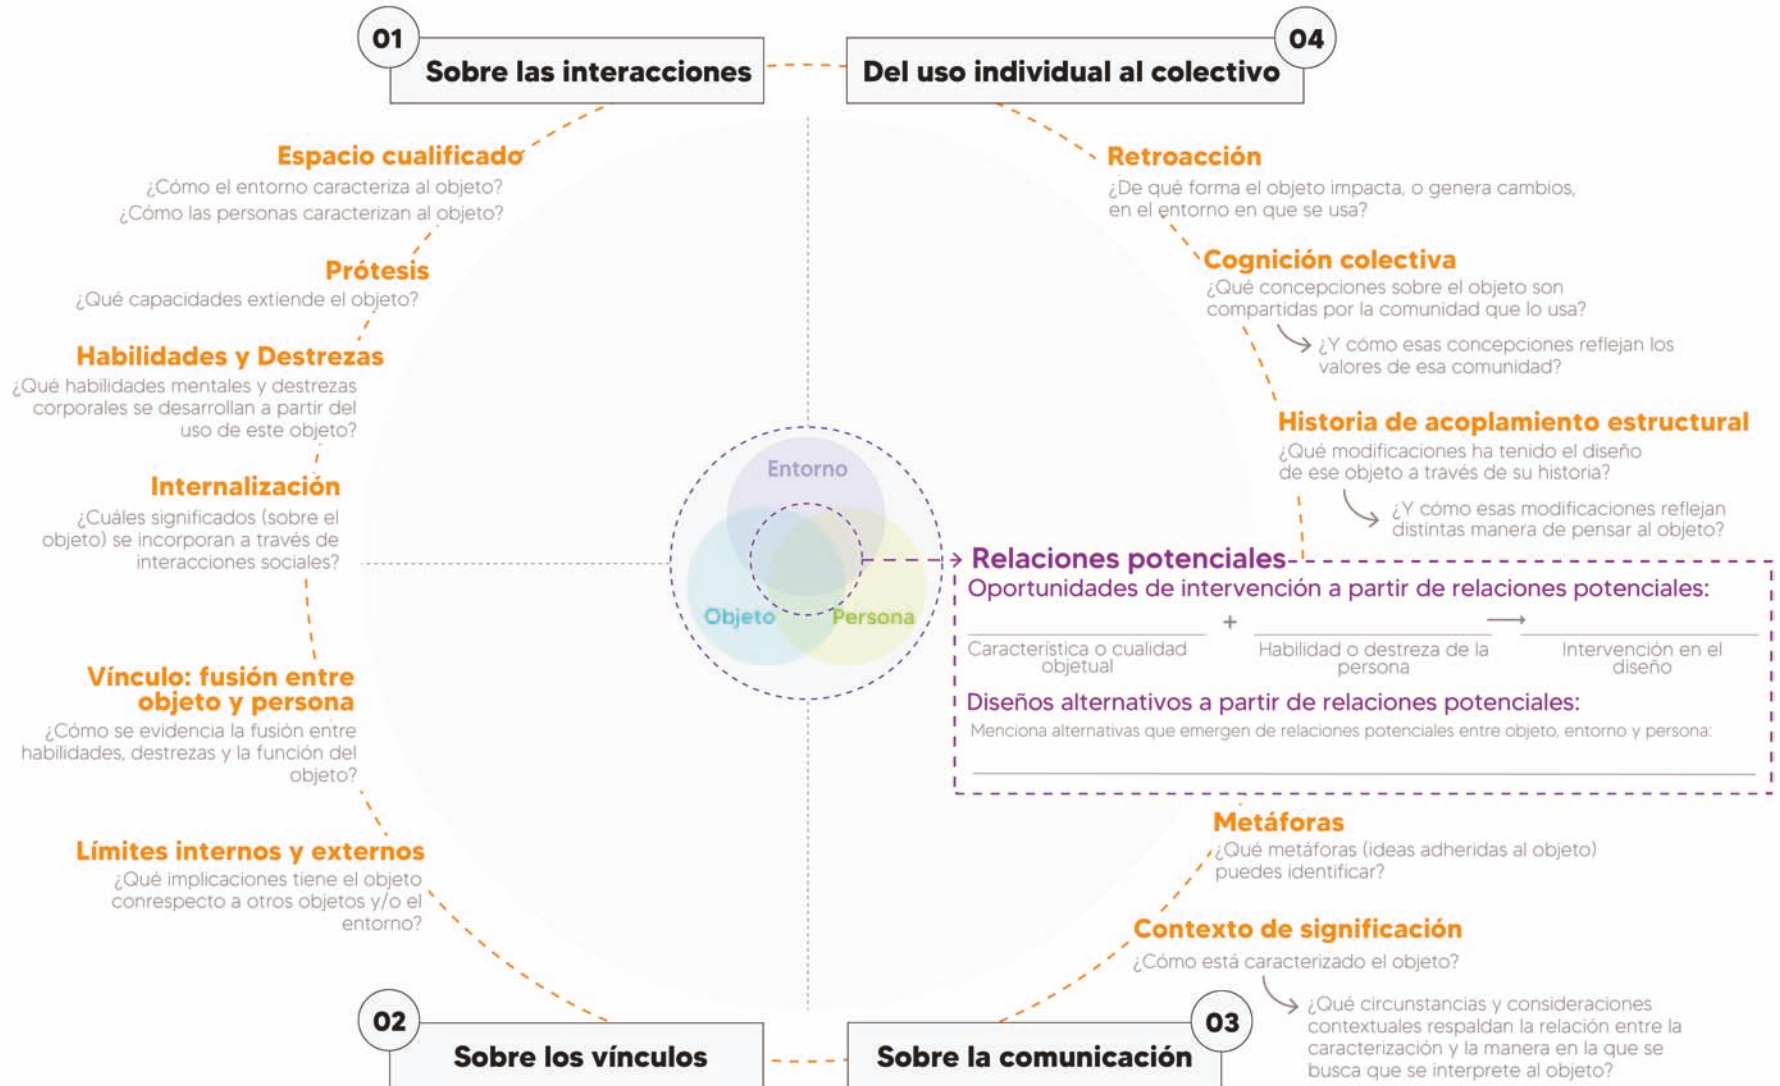 01
Sobre las interacciones
Espacio cualificado
¿Cómo el entorno caracteriza al objeto?
¿Cómo las personas caracterizan al objeto?
Prótesis
¿Qué capacidades extiende el objeto?
Habilidades y Destrezas
¿Qué habilidades mentales y destrezas
corporales se desarrollan a partir del
uso de este objeto?
Internalización
¿Cuáles significados (sobre el
objeto) se incorporan a través de
interacciones sociales?
Vínculo: fusión entre
objeto y persona
¿Cómo se evidencia la fusión entre
habilidades, destrezas y la función del
objeto?
Límites internos y externos
¿Qué implicaciones tiene el objeto
conrespecto a otros objetos y/o el
entorno?
02
Sobre los vínculos
Entorno
Objeto
Persona
04
Del uso individual al colectivo
Retroacción
¿De qué forma el objeto impacta, o genera cambios,
en el entorno en que se usa?
Cognición colectiva
¿Qué concepciones sobre el objeto son
compartidas por la comunidad que lo usa?
¿Y cómo esas concepciones reflejan los
valores de esa comunidad?
Historia de acoplamiento estructural
¿Qué modificaciones ha tenido el diseño
de ese objeto a través de su historia?
¿Y cómo esas modificaciones reflejan
distintas manera de pensar al objeto?
Relaciones potenciales
Oportunidades de intervención a partir de relaciones potenciales:
+
Característica o cualidad
objetual
Habilidad o destreza de la
persona
Intervención en el
diseño
Diseños alternativos a partir de relaciones potenciales:
Menciona alternativas que emergen de relaciones potenciales entre objeto, entorno y persona:
Metáforas
¿Qué metáforas (ideas adheridas al objeto)
puedes identificar?
Contexto de significación
¿Cómo está caracterizado el objeto?
¿Qué circunstancias y consideraciones
contextuales respaldan la relación entre la
caracterización y la manera en la que se
busca que se interprete al objeto?
03
Sobre la comunicación